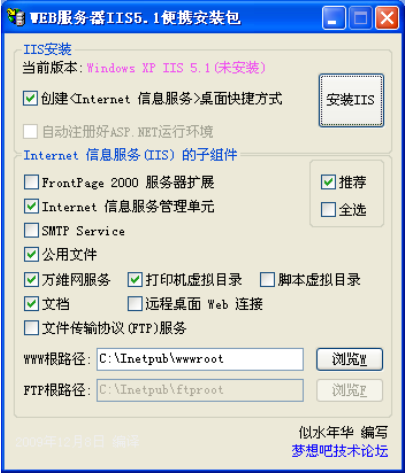 WEB服务器IIS5.1便携安装包
IIS安装
当前版本:Windows XP IIS 5.1(未安装)
创建<Internet 信息服务>桌面快捷方式
安装IIS
自动注册好ASP.NET运行环境
Internet 信息服务(IIS) 的子组件
FrontPage 2000 服务器扩展
推荐
Internet 信息服务管理单元
全选
SMTP Service
公用文件
万维网服务 打印机虚拟目录 脚本虚拟目录
文档 远程桌面 Web 连接
文件传输协议(FTP)服务
WWW根路径: C:\Inetpub\wwwroot 浏览W
FTP根路径: C:\Inetpub\ftproot 浏览F
似水年华 编写
梦想吧技术论坛